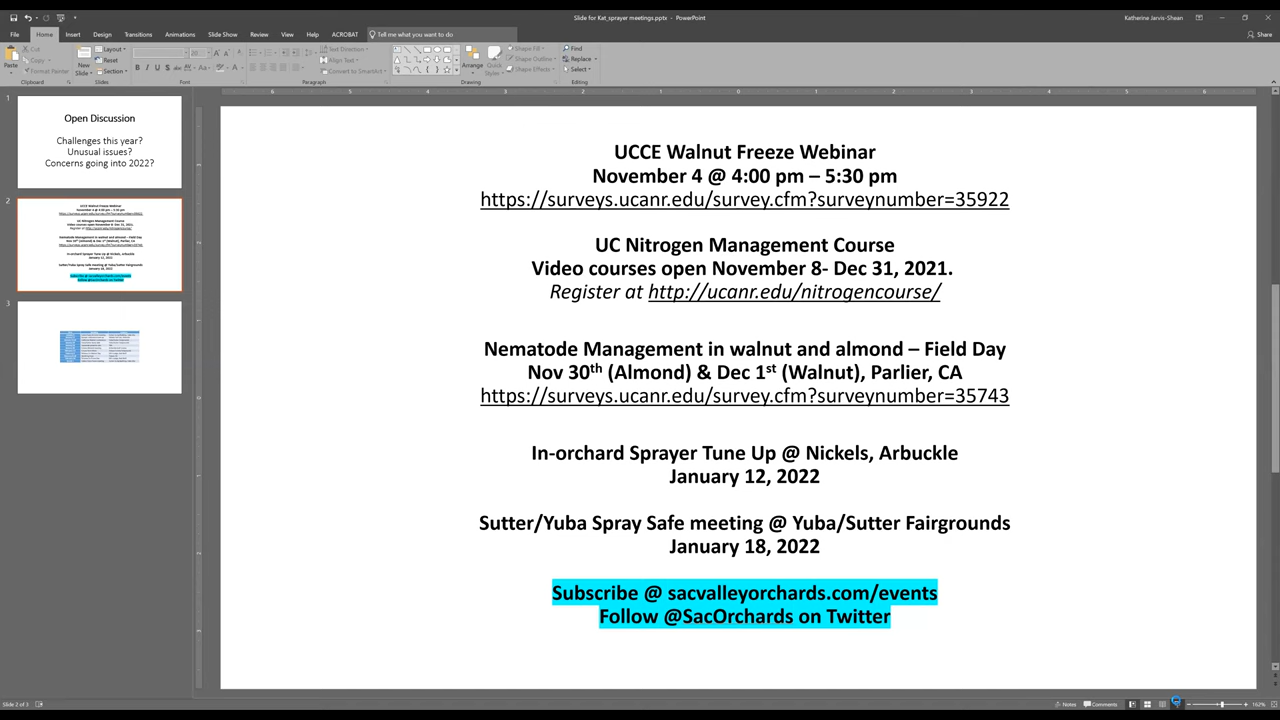 Slide for Kat_sprayer meetings.pptx - PowerPoint
Katherine Jarvis-Shean
File Home Insert Design Transitions Animations Slide Show Review View Help ACROBAT Tell me what you want to do
Share
Paste
Cut
Copy
Format Painter
Clipboard
New Slide
Layout
Reset
Section
Slides
Font
Text Direction
Align Text
Convert to SmartArt
Paragraph
Arrange
Quick Styles
Shape Fill
Shape Outline
Shape Effects
Drawing
Find
Replace
Select
Editing
1
Open Discussion
Challenges this year?
Unusual issues?
Concerns going into 2022?
2
3
UCCE Walnut Freeze Webinar
November 4 @ 4:00 pm – 5:30 pm
https://surveys.ucanr.edu/survey.cfm?surveynumber=35922
UC Nitrogen Management Course
Video courses open November 8- Dec 31, 2021.
Register at http://ucanr.edu/nitrogencourse/
Nematode Management in walnut and almond – Field Day
Nov 30th (Almond) & Dec 1st (Walnut), Parlier, CA
https://surveys.ucanr.edu/survey.cfm?surveynumber=35743
In-orchard Sprayer Tune Up @ Nickels, Arbuckle
January 12, 2022
Sutter/Yuba Spray Safe meeting @ Yuba/Sutter Fairgrounds
January 18, 2022
Subscribe @ sacvalleyorchards.com/events
Follow @SacOrchards on Twitter
Slide 2 of 3
Notes
Comments
162%